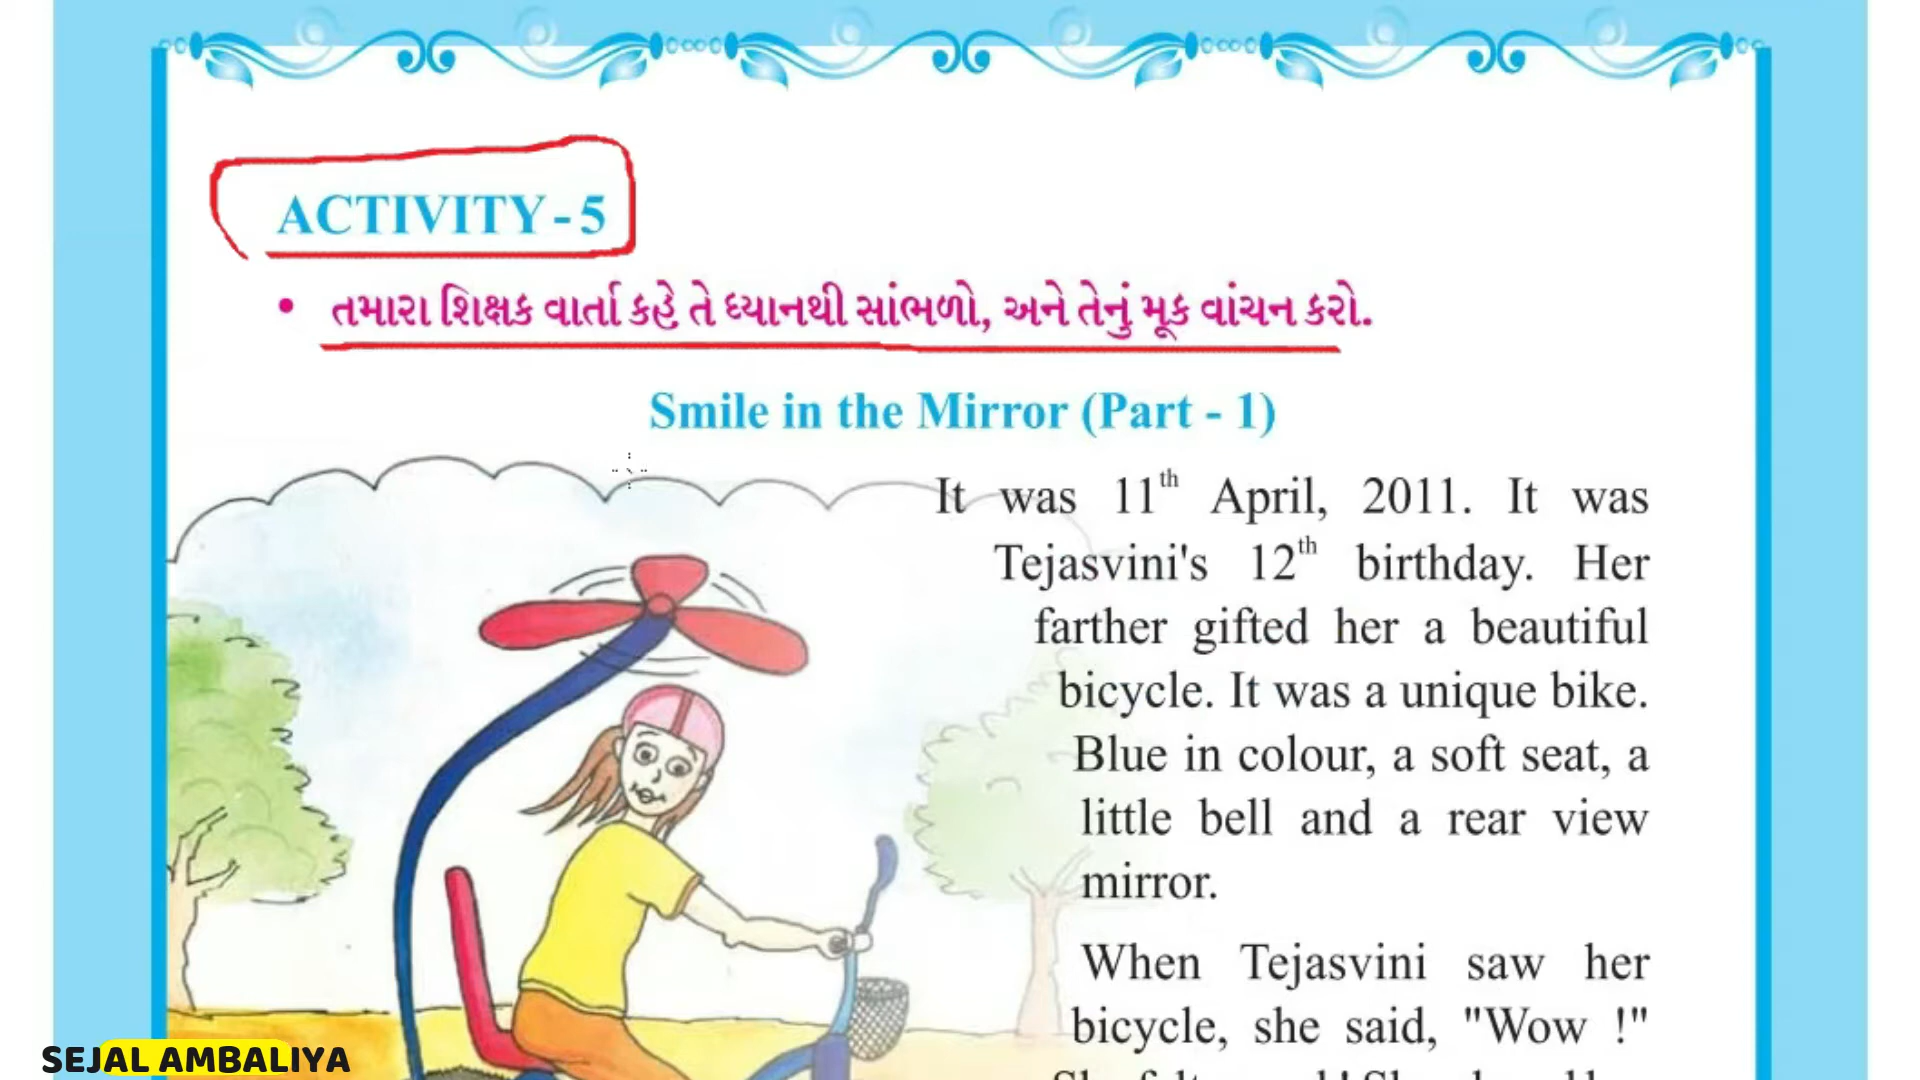 ACTIVITY - 5
• તમારા શિક્ષક વાર્તા કહે તે ધ્યાનથી સાંભળો, અને તેનું મૂક વાંચન કરો.
Smile in the Mirror (Part - 1)
It was 11th April, 2011. It was
Tejasvini's 12th birthday. Her
farther gifted her a beautiful
bicycle. It was a unique bike.
Blue in colour, a soft seat, a
little bell and a rear view
mirror.
When Tejasvini saw her
bicycle, she said, "Wow !"
SEJAL AMBALIYA